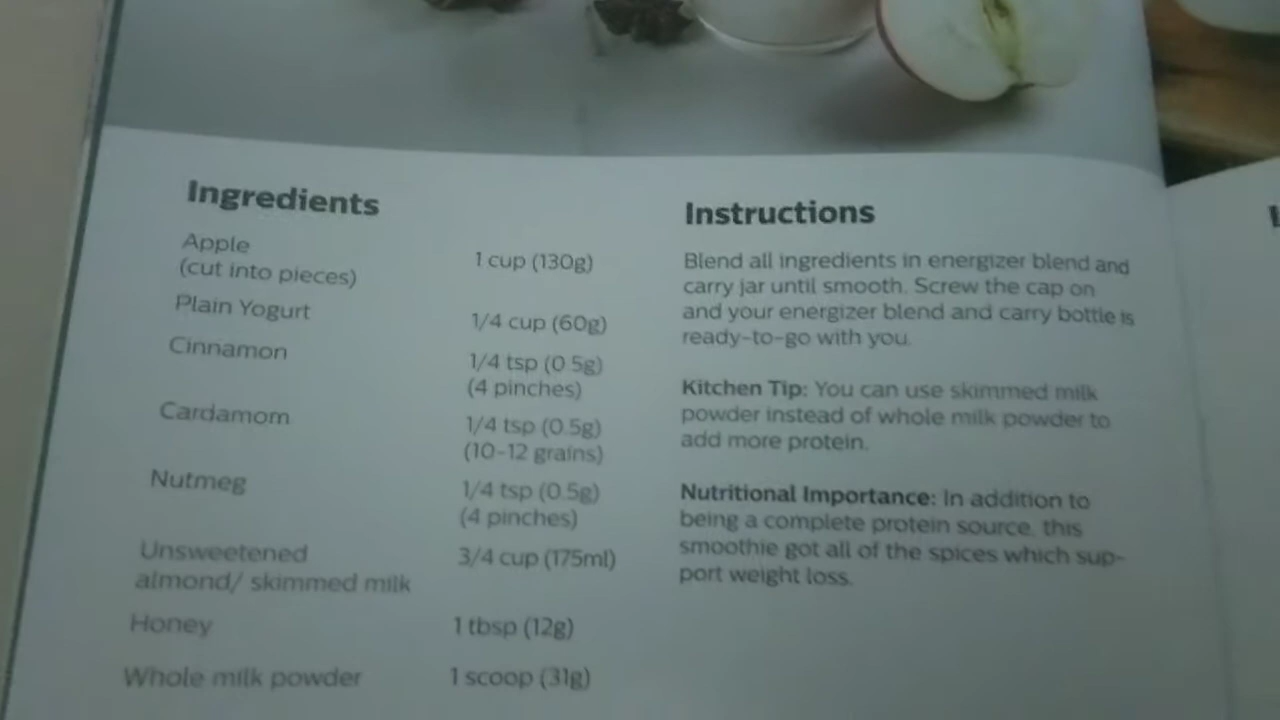 Ingredients
Apple
(cut into pieces)
1 cup (130g)
Plain Yogurt
1/4 cup (60g)
Cinnamon
1/4 tsp (0.5g)
(4 pinches)
Cardamom
1/4 tsp (0.5g)
(10-12 grains)
Nutmeg
1/4 tsp (0.5g)
(4 pinches)
Unsweetened
almond/ skimmed milk
3/4 cup (175ml)
Honey
1 tbsp (12g)
Whole milk powder
1 scoop (31g)
Instructions
Blend all ingredients in energizer blend and
carry jar until smooth. Screw the cap on
and your energizer blend and carry bottle is
ready-to-go with you.
Kitchen Tip: You can use skimmed milk
powder instead of whole milk powder to
add more protein.
Nutritional Importance: In addition to
being a complete protein source, this
smoothie got all of the spices which sup-
port weight loss.